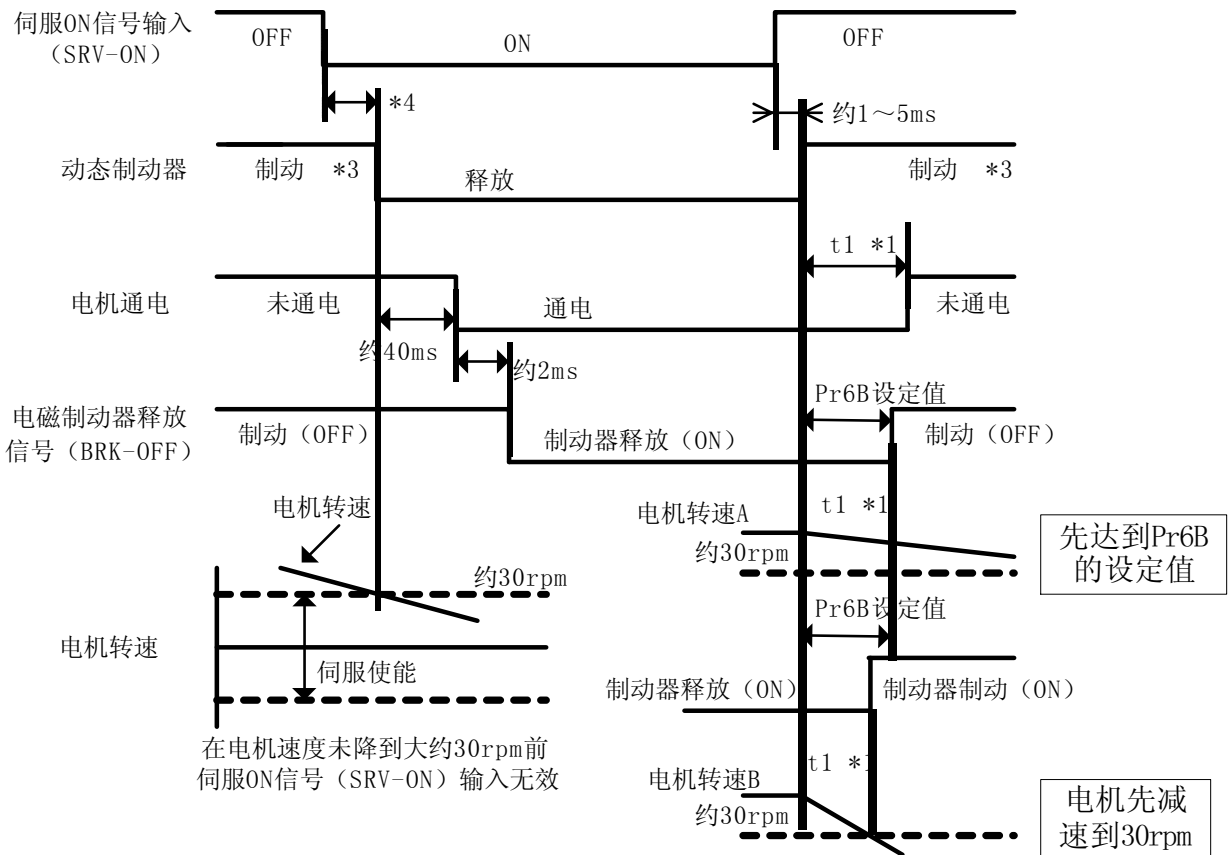 伺服ON信号输入
（SRV-ON）
OFF
ON
OFF
*4
约1～5ms
动态制动器
制动 *3
释放
制动 *3
t1 *1
电机通电
未通电
通电
未通电
约40ms
约2ms
Pr6B设定值
电磁制动器释放
信号（BRK-OFF）
制动（OFF）
制动器释放（ON）
制动（OFF）
电机转速
电机转速A
t1 *1
约30rpm
先达到Pr6B
的设定值
约30rpm
Pr6B设定值
电机转速
伺服使能
制动器释放（ON）
制动器制动（ON）
在电机速度未降到大约30rpm前
伺服ON信号（SRV-ON）输入无效
电机转速B
t1 *1
约30rpm
电机先减
速到30rpm